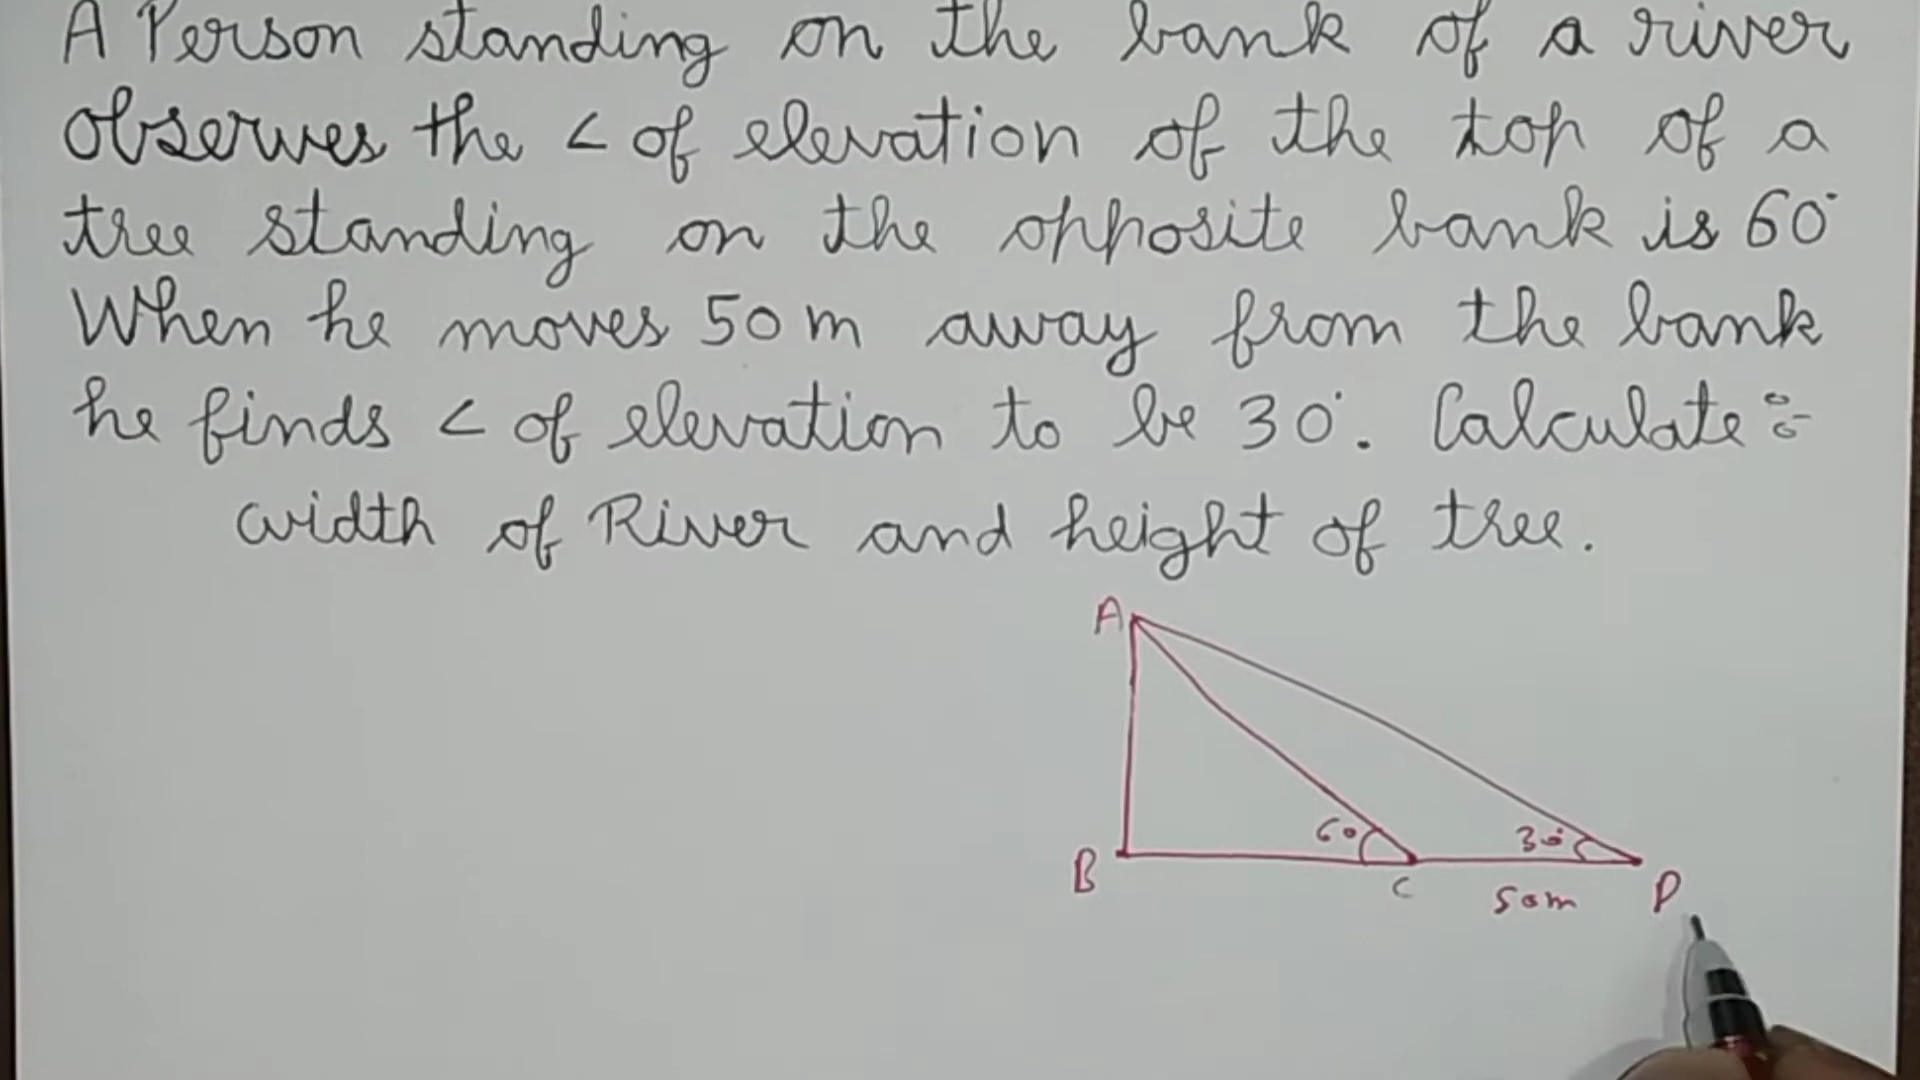 A Person standing on the bank of a river
observes the < of elevation of the top of a
tree standing on the opposite bank is 60°
When he moves 50 m away from the bank
he finds < of elevation to be 30°. Calculate :-
width of River and height of tree.
A
60 30°
B C 50m D